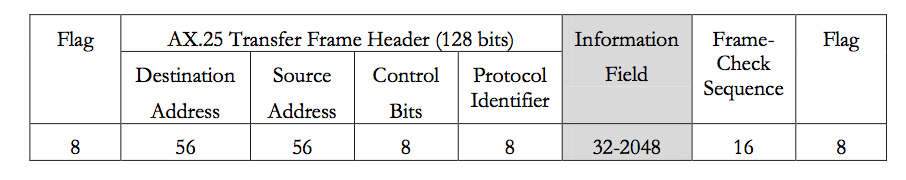 Flag
AX.25 Transfer Frame Header (128 bits)
Information
Field
Frame-
Check
Sequence
Flag
Destination
Address
Source
Address
Control
Bits
Protocol
Identifier
8 56 56 8 8 32-2048 16 8